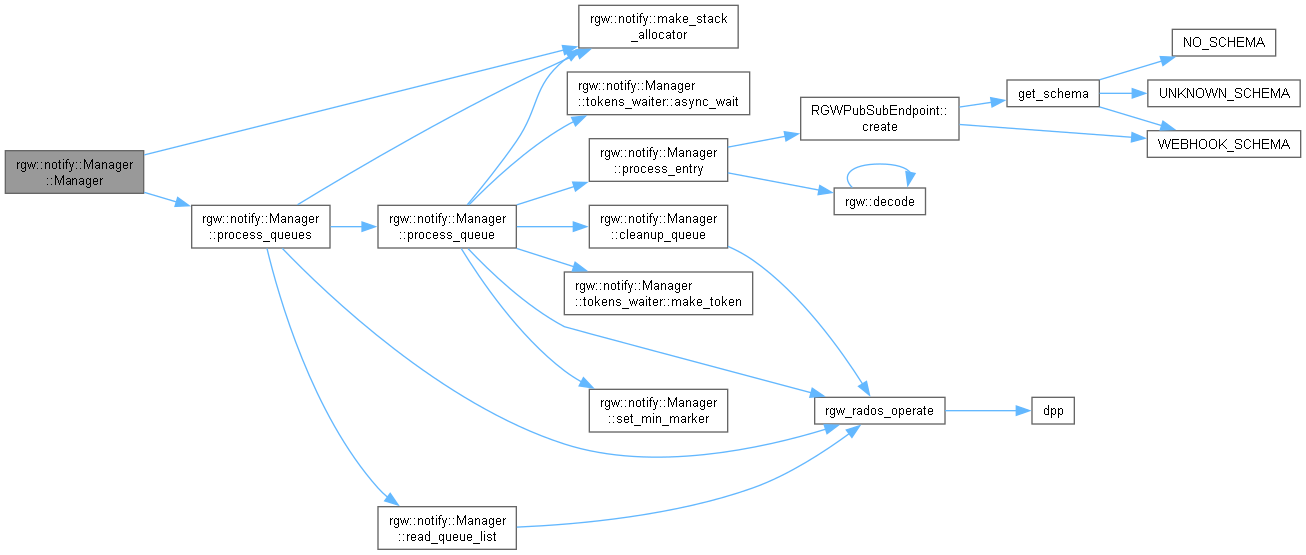 rgw::notify::Manager
::Manager
rgw::notify::Manager
::process_queues
rgw::notify::make_stack
_allocator
rgw::notify::Manager
::process_queue
rgw::notify::Manager
::tokens_waiter::async_wait
rgw::notify::Manager
::process_entry
RGWPubSubEndpoint::
create
get_schema
NO_SCHEMA
UNKNOWN_SCHEMA
WEBHOOK_SCHEMA
rgw::decode
rgw::notify::Manager
::cleanup_queue
rgw::notify::Manager
::tokens_waiter::make_token
rgw::notify::Manager
::set_min_marker
rgw_rados_operate
dpp
rgw::notify::Manager
::read_queue_list